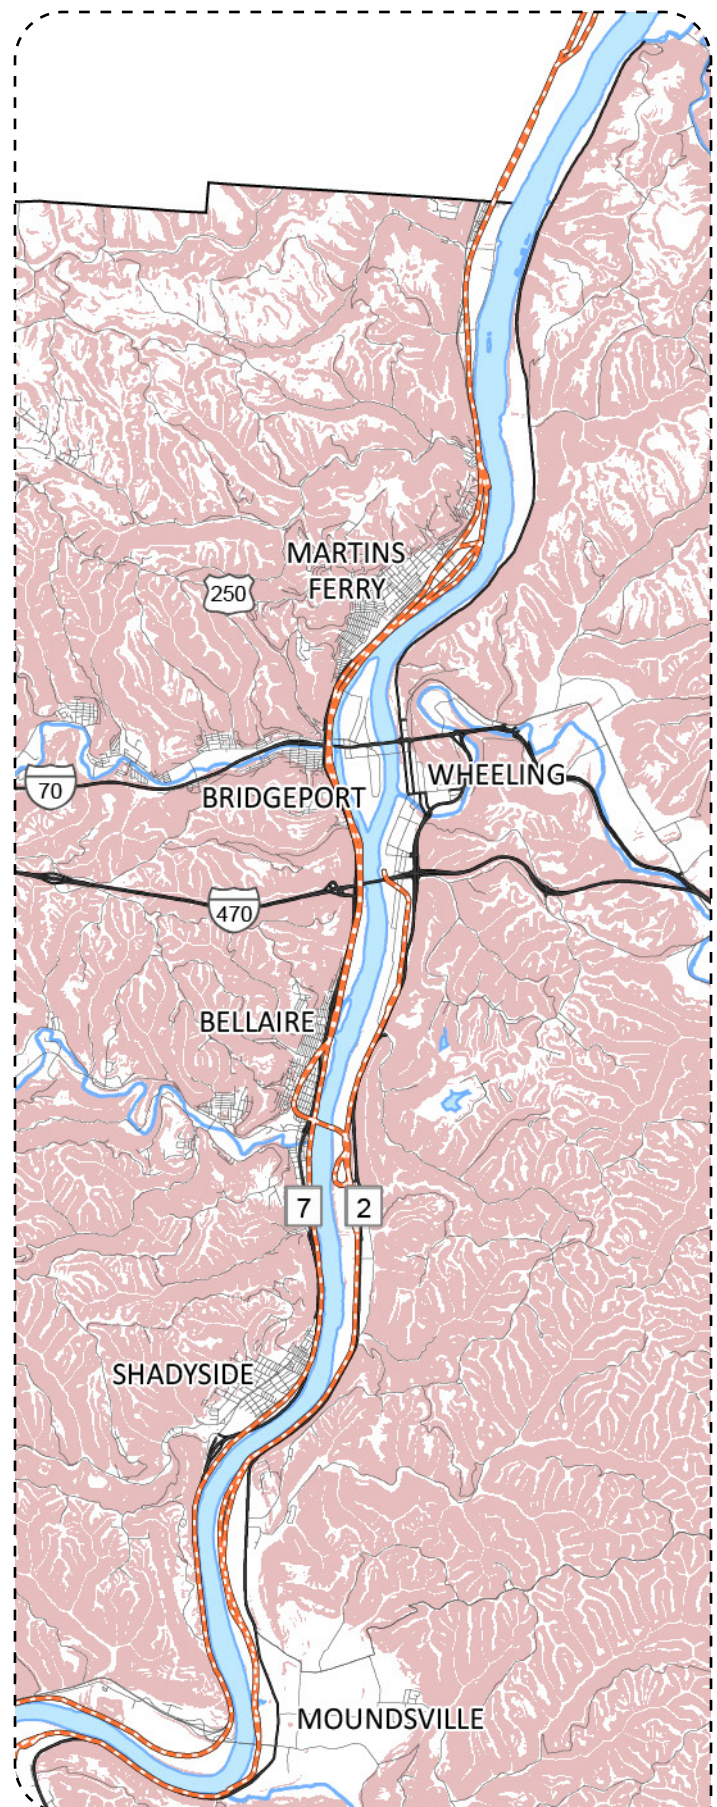 MARTINS
FERRY
250
WHEELING
70
BRIDGEPORT
470
BELLAIRE
7
2
SHADYSIDE
MOUNDSVILLE